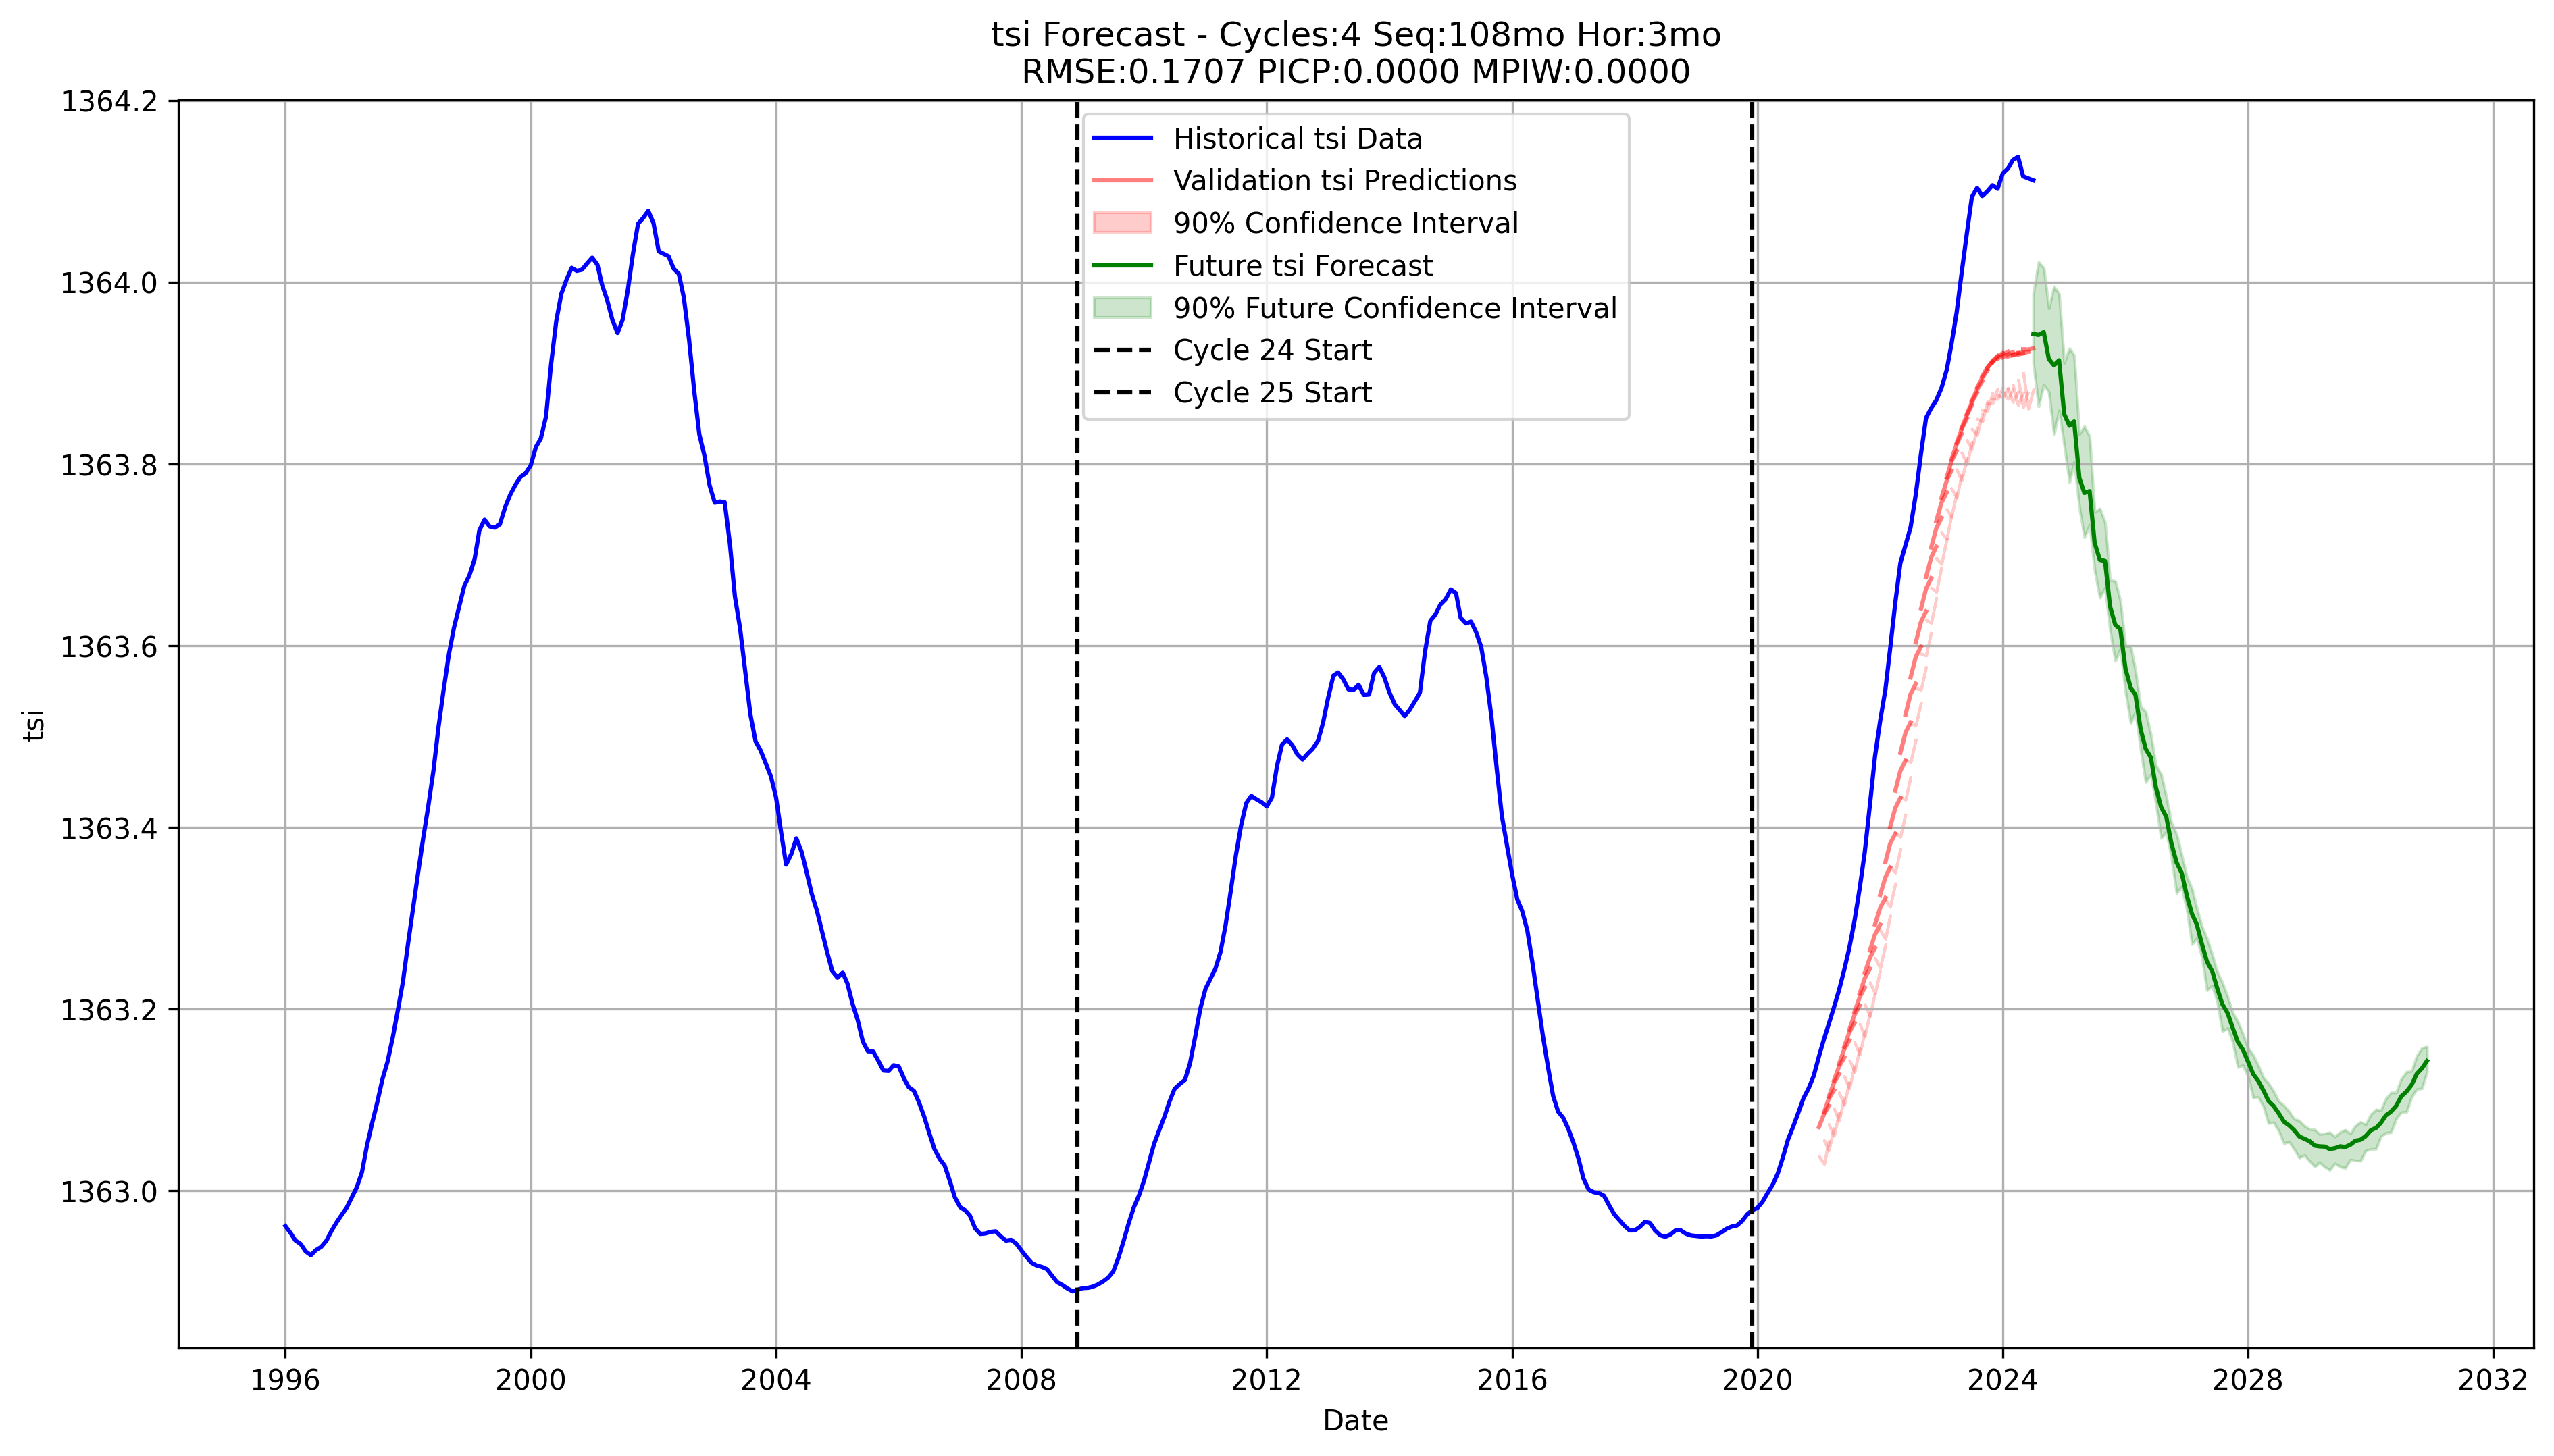 tsi Forecast - Cycles:4 Seq:108mo Hor:3mo
RMSE:0.1707 PICP:0.0000 MPIW:0.0000
1364.2
1364.0
1363.8
1363.6
1363.4
1363.2
1363.0
tsi
Historical tsi Data
Validation tsi Predictions
90% Confidence Interval
Future tsi Forecast
90% Future Confidence Interval
Cycle 24 Start
Cycle 25 Start
1996 2000 2004 2008 2012 2016 2020 2024 2028 2032
Date